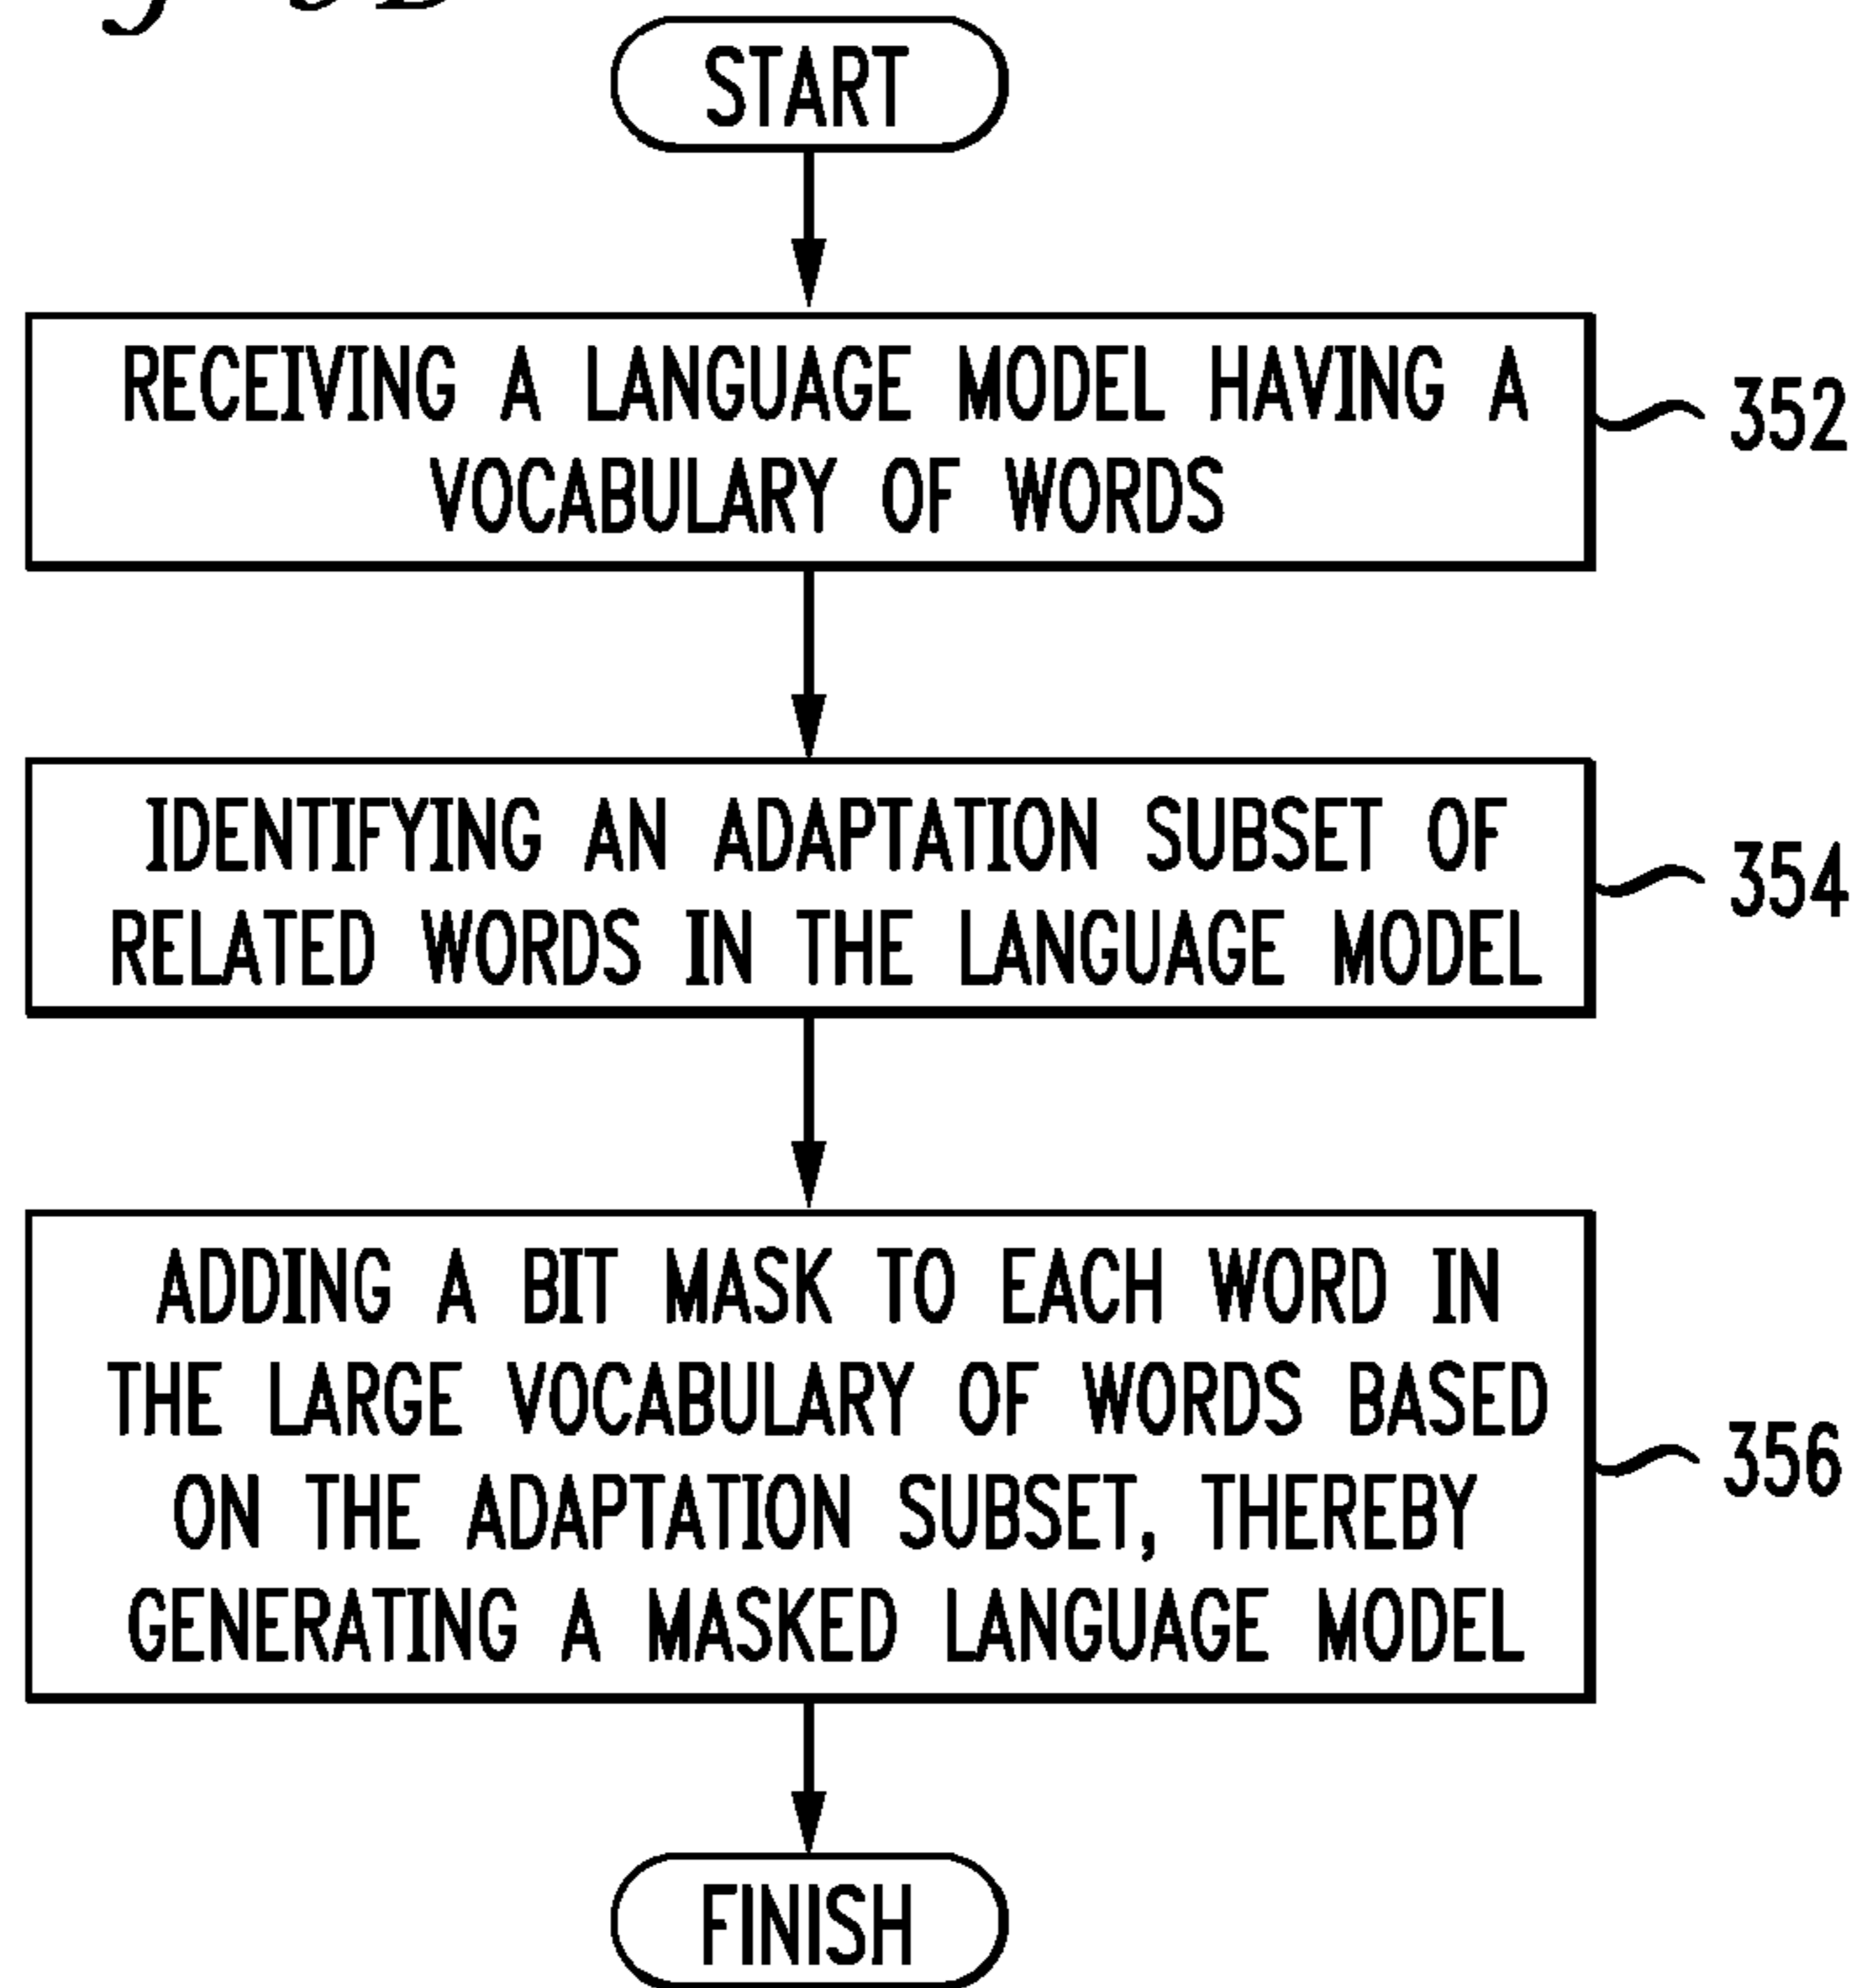 START
RECEIVING A LANGUAGE MODEL HAVING A
VOCABULARY OF WORDS
352
IDENTIFYING AN ADAPTATION SUBSET OF
RELATED WORDS IN THE LANGUAGE MODEL
354
ADDING A BIT MASK TO EACH WORD IN
THE LARGE VOCABULARY OF WORDS BASED
ON THE ADAPTATION SUBSET, THEREBY
GENERATING A MASKED LANGUAGE MODEL
356
FINISH